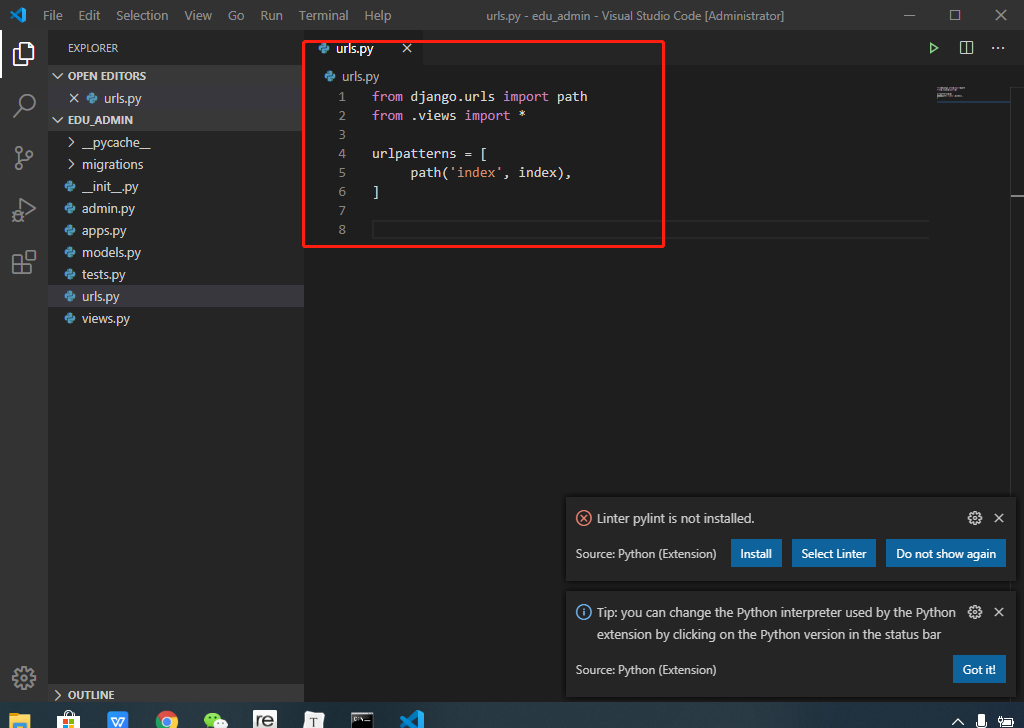 File Edit Selection View Go Run Terminal Help urls.py - edu_admin - Visual Studio Code [Administrator]
EXPLORER
OPEN EDITORS
urls.py
EDU_ADMIN
__pycache__
migrations
__init__.py
admin.py
apps.py
models.py
tests.py
urls.py
views.py
OUTLINE
urls.py
urls.py
1 from django.urls import path
2 from .views import *
3
4 urlpatterns = [
5 path('index', index),
6 ]
7
8
Linter pylint is not installed.
Source: Python (Extension) Install Select Linter Do not show again
Tip: you can change the Python interpreter used by the Python
extension by clicking on the Python version in the status bar
Source: Python (Extension) Got it!
W re T